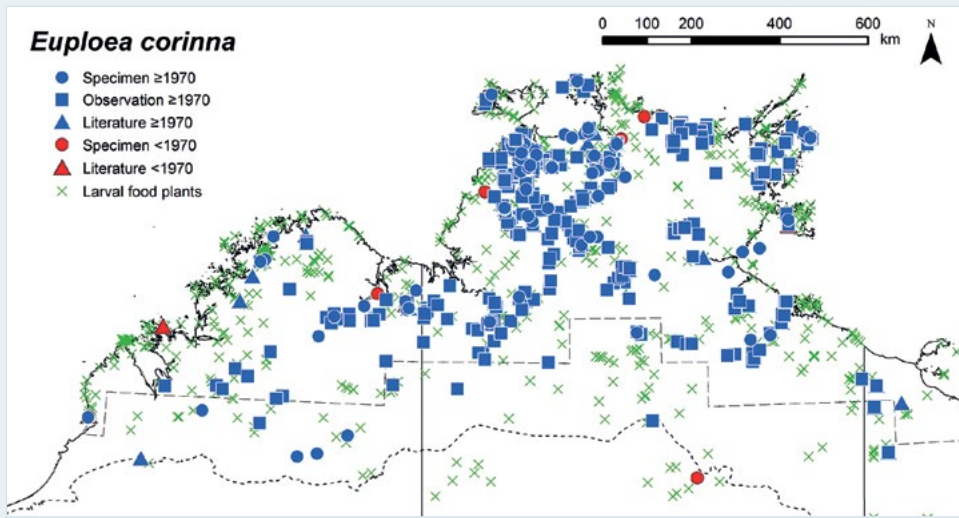 Euploea corinna
Specimen ≥1970
Observation ≥1970
Literature ≥1970
Specimen <1970
Literature <1970
Larval food plants
0 100 200 400 600
km
N